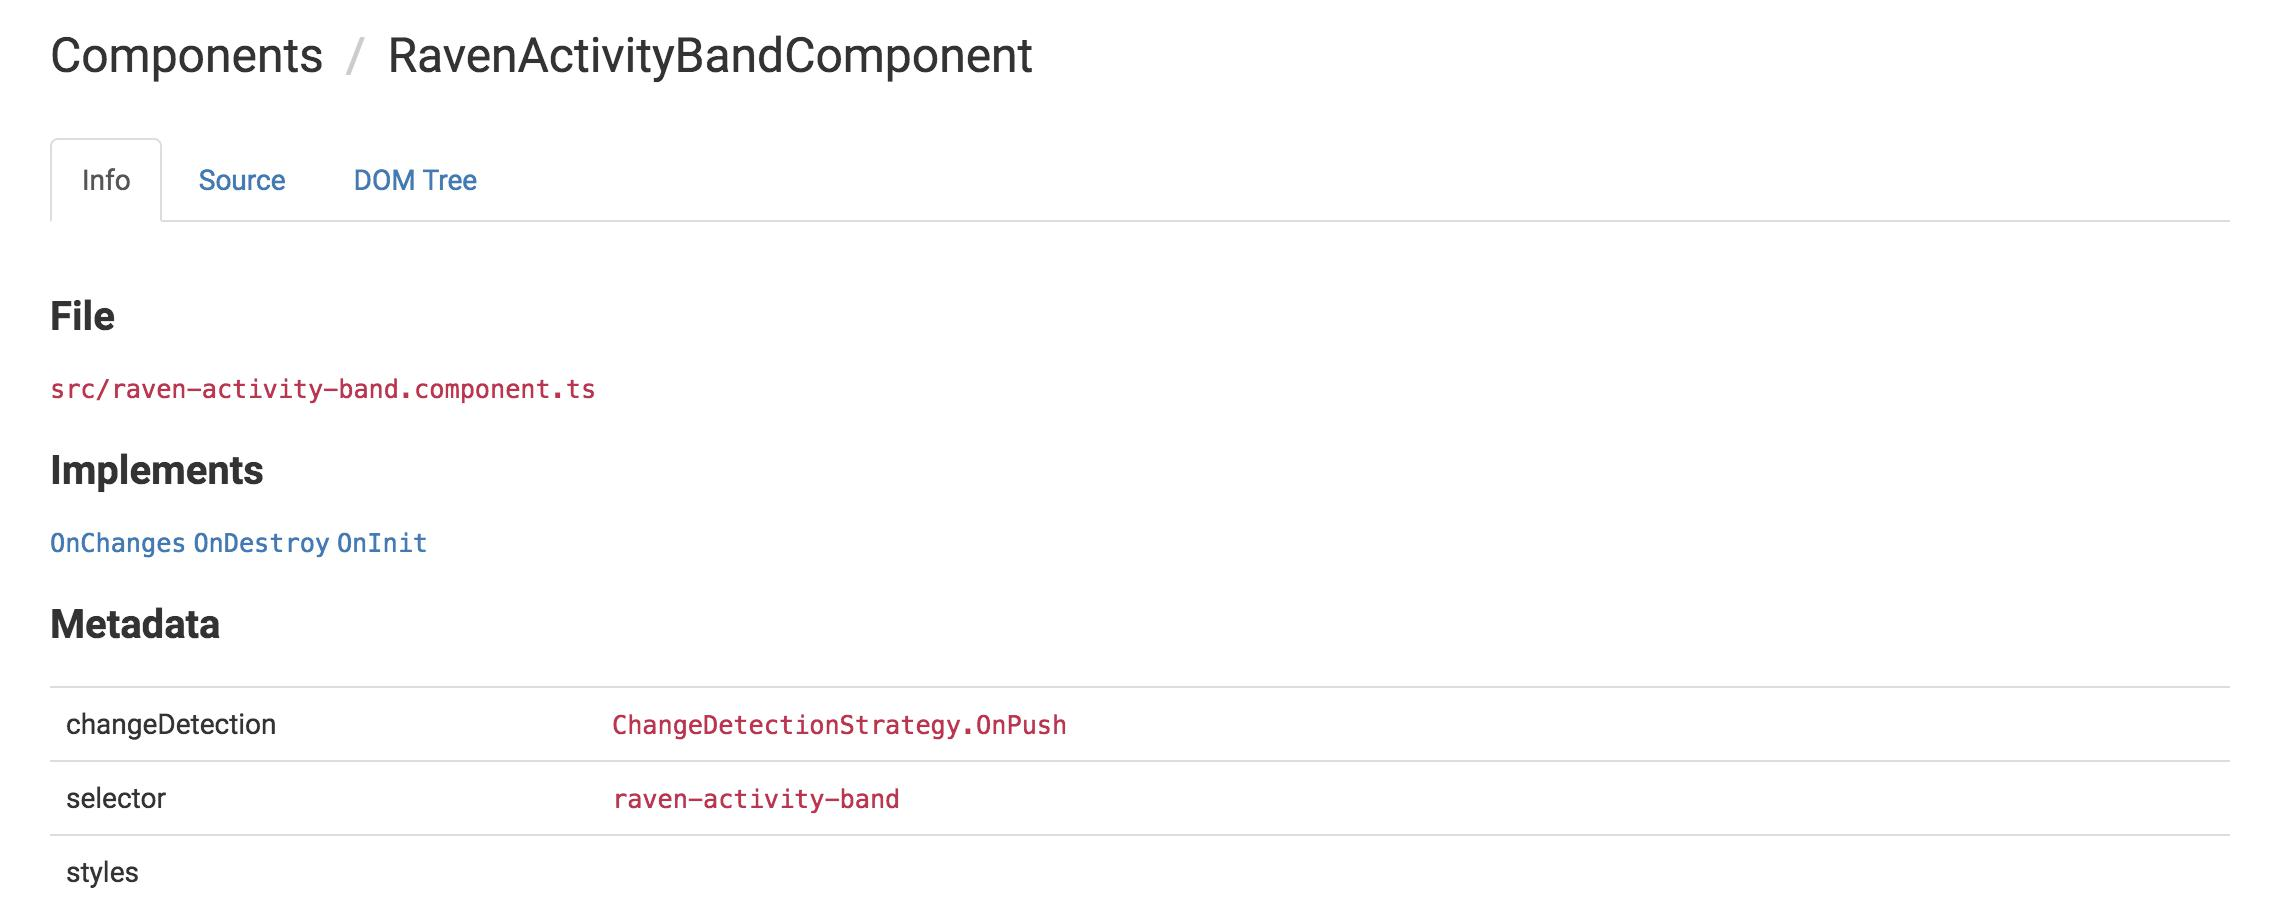 Components / RavenActivityBandComponent
Info Source DOM Tree
File
src/raven-activity-band.component.ts
Implements
OnChanges OnDestroy OnInit
Metadata
changeDetection ChangeDetectionStrategy.OnPush
selector raven-activity-band
styles